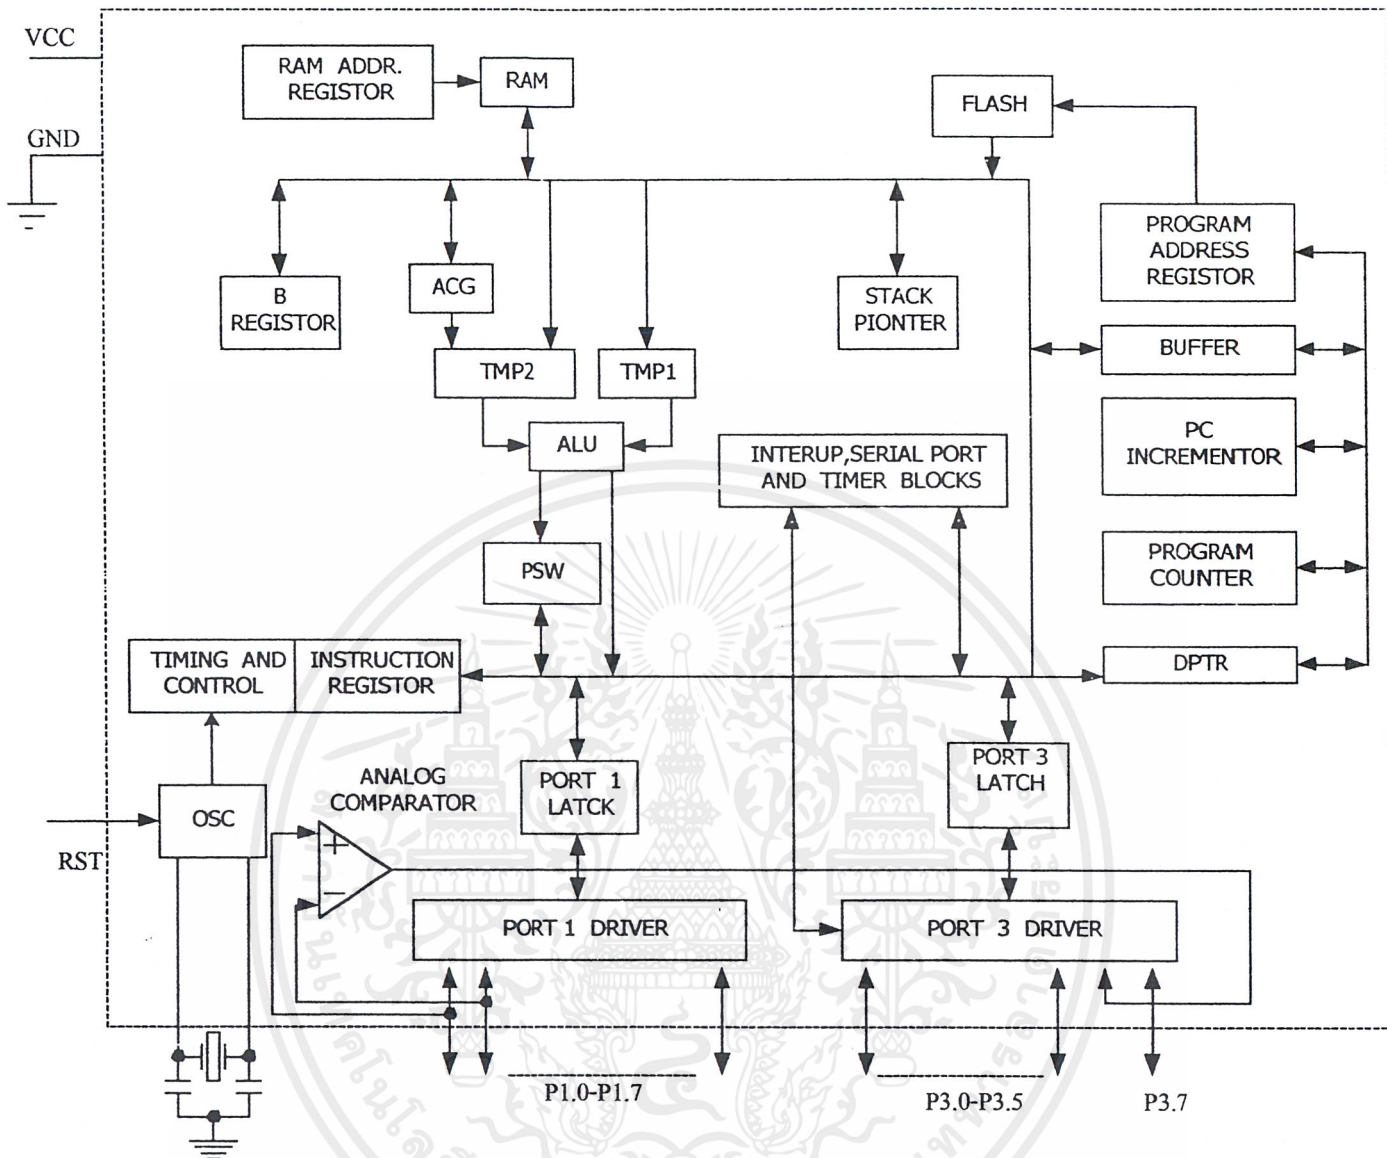 VCC
GND
RAM ADDR.
REGISTOR
RAM
FLASH
PROGRAM
ADDRESS
REGISTOR
B
REGISTOR
ACG
STACK
PIONTER
BUFFER
TMP2
TMP1
ALU
INTERUP,SERIAL PORT
AND TIMER BLOCKS
PC
INCREMENTOR
PSW
PROGRAM
COUNTER
TIMING AND
CONTROL
INSTRUCTION
REGISTOR
DPTR
ANALOG
COMPARATOR
PORT 1
LATCK
PORT 3
LATCH
OSC
RST
+
−
PORT 1 DRIVER
PORT 3 DRIVER
P1.0-P1.7
P3.0-P3.5
P3.7